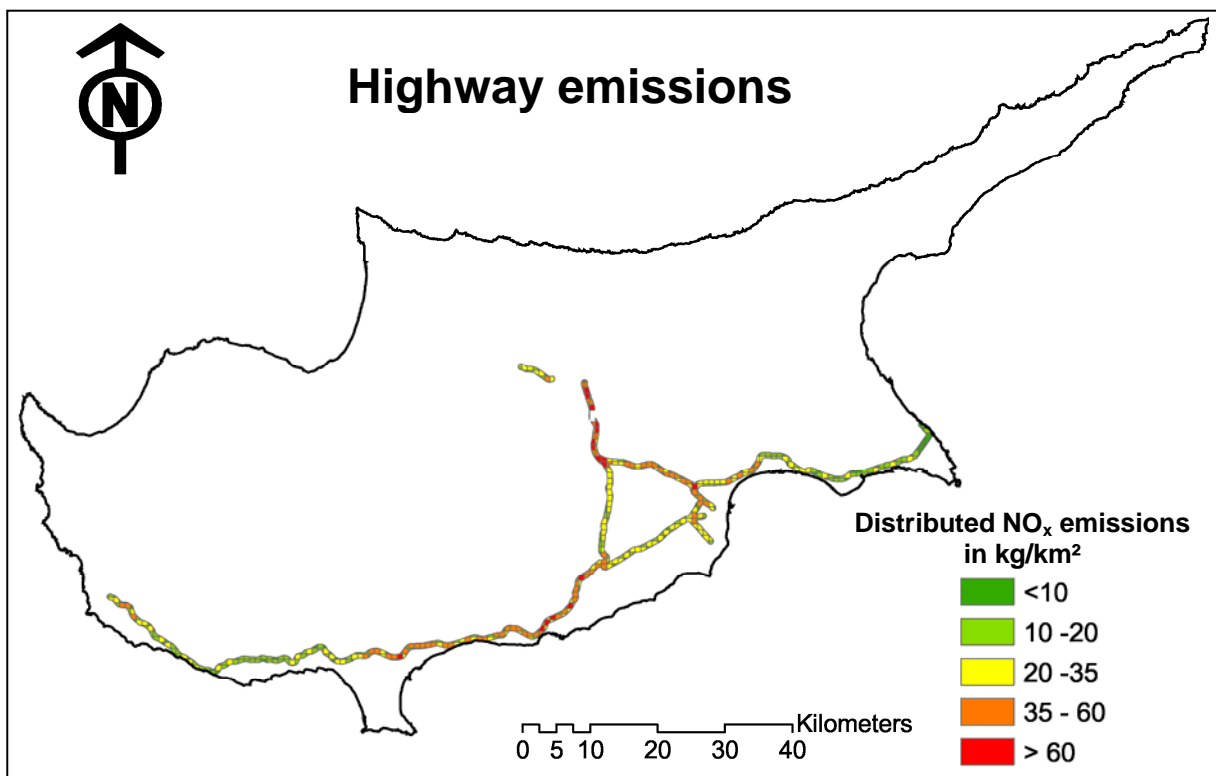 N
Highway emissions
Distributed NOₓ emissions
in kg/km²
<10
10 -20
20 -35
35 - 60
> 60
Kilometers
0 5 10 20 30 40